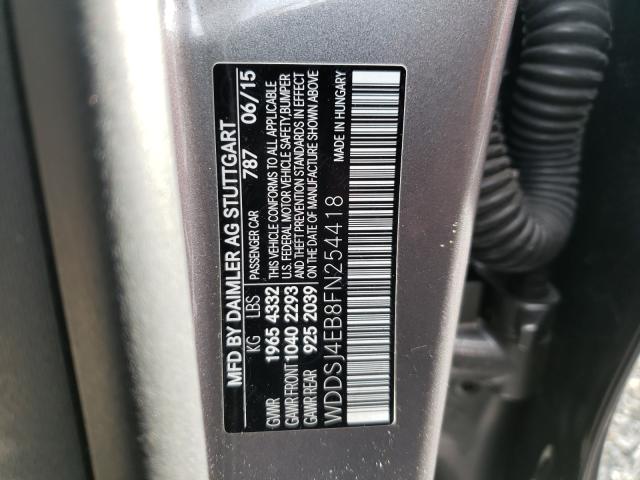 MFD BY DAIMLER AG STUTTGART
PASSENGER CAR 787 06/15
KG LBS
GVWR 1965 4332
GAWR FRONT 1040 2293
GAWR REAR 925 2039
THIS VEHICLE CONFORMS TO ALL APPLICABLE
U.S. FEDERAL MOTOR VEHICLE SAFETY,BUMPER
AND THEFT PREVENTION STANDARDS IN EFFECT
ON THE DATE OF MANUFACTURE SHOWN ABOVE
WDDSJ4EB8FN254418
MADE IN HUNGARY